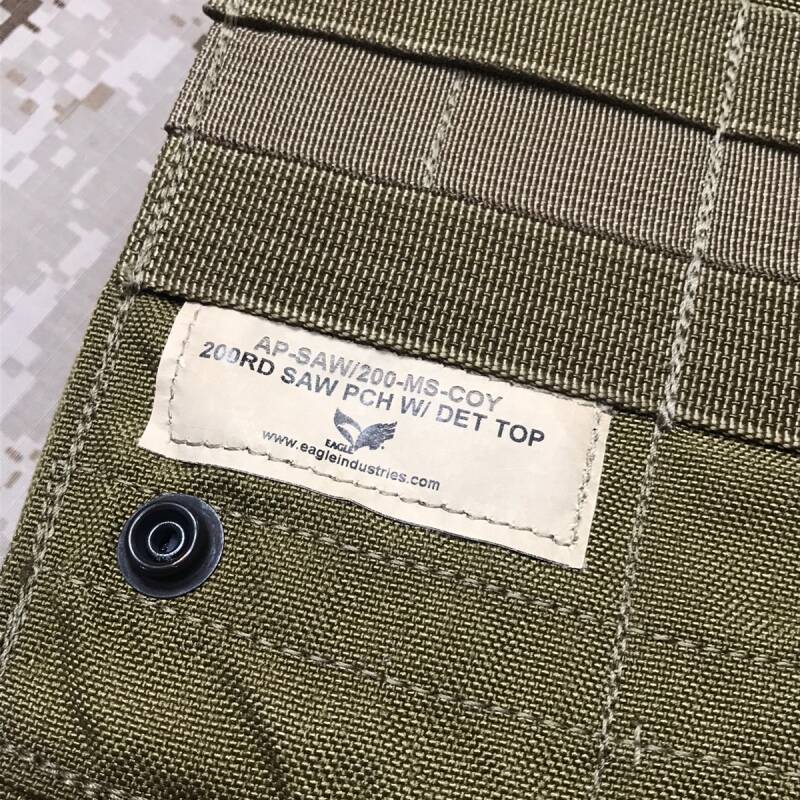 AP-SAW/200-MS-COY
200RD SAW PCH W/ DET TOP
EAGLE
www.eagleindustries.com